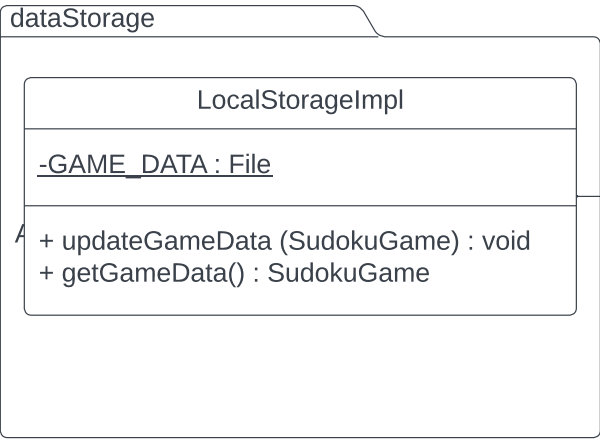 dataStorage
LocalStorageImpl
-GAME_DATA : File
+ updateGameData (SudokuGame) : void
+ getGameData() : SudokuGame